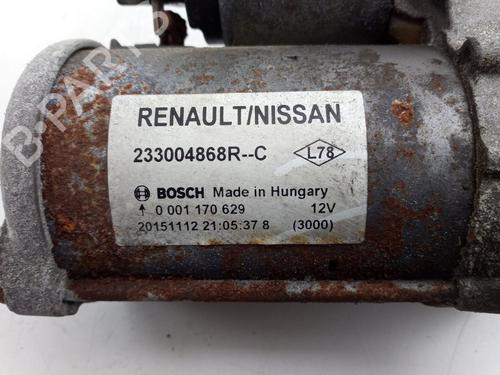 RENAULT/NISSAN
233004868R--C L78
BOSCH Made in Hungary
0 001 170 629 12V
20151112 21:05:37 8 (3000)
B-PARTS